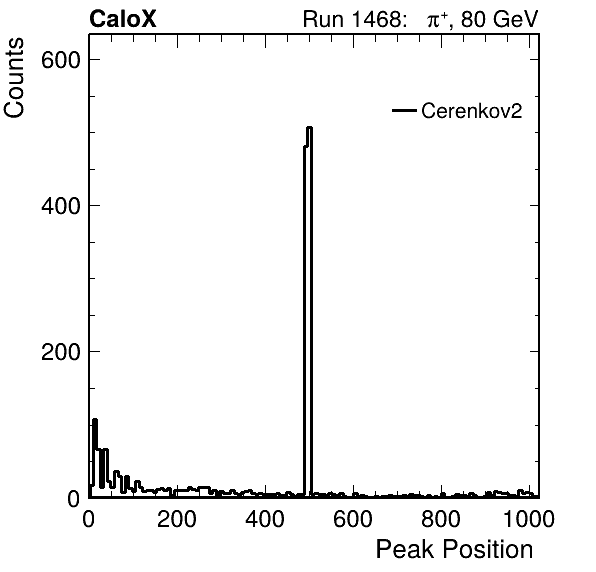 CaloX Run 1468: π⁺, 80 GeV
Counts
Cerenkov2
600
400
200
0
0 200 400 600 800 1000
Peak Position